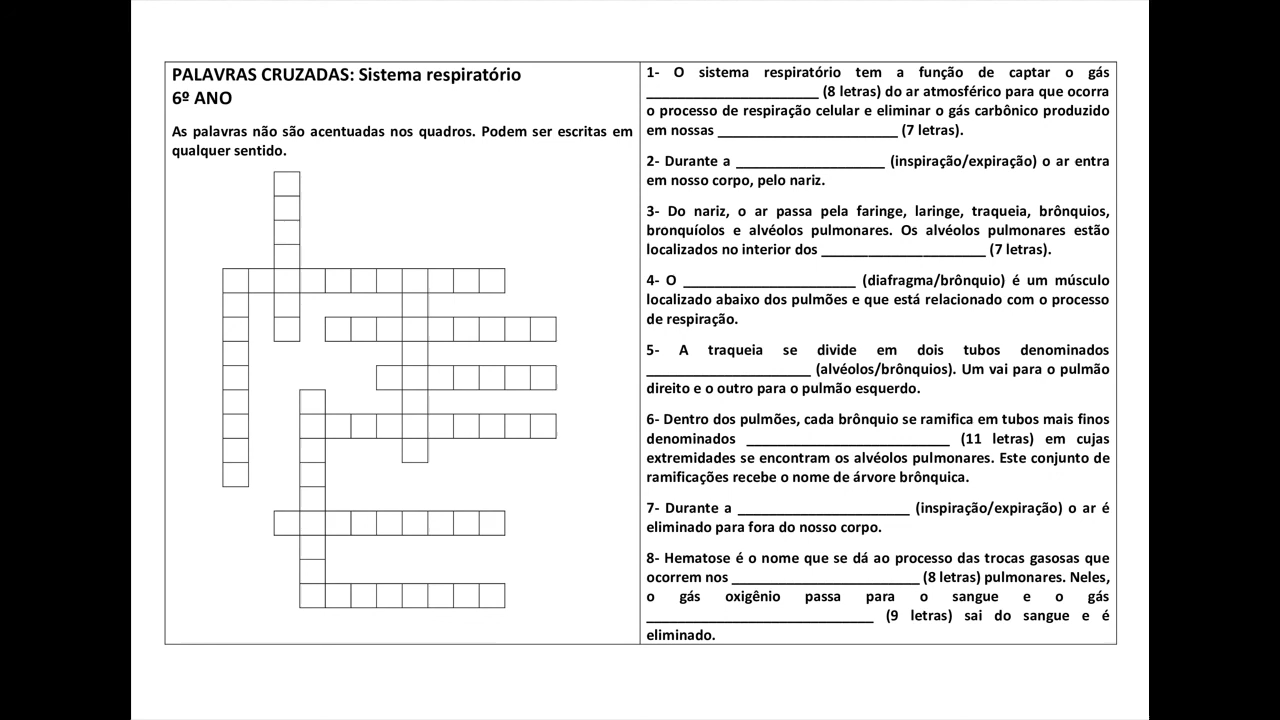 PALAVRAS CRUZADAS: Sistema respiratório
6º ANO
As palavras não são acentuadas nos quadros. Podem ser escritas em
qualquer sentido.
1- O sistema respiratório tem a função de captar o gás
______________________ (8 letras) do ar atmosférico para que ocorra
o processo de respiração celular e eliminar o gás carbônico produzido
em nossas _______________________ (7 letras).
2- Durante a ___________________ (inspiração/expiração) o ar entra
em nosso corpo, pelo nariz.
3- Do nariz, o ar passa pela faringe, laringe, traqueia, brônquios,
bronquíolos e alvéolos pulmonares. Os alvéolos pulmonares estão
localizados no interior dos _____________________ (7 letras).
4- O ______________________ (diafragma/brônquio) é um músculo
localizado abaixo dos pulmões e que está relacionado com o processo
de respiração.
5- A traqueia se divide em dois tubos denominados
_____________________ (alvéolos/brônquios). Um vai para o pulmão
direito e o outro para o pulmão esquerdo.
6- Dentro dos pulmões, cada brônquio se ramifica em tubos mais finos
denominados __________________________ (11 letras) em cujas
extremidades se encontram os alvéolos pulmonares. Este conjunto de
ramificações recebe o nome de árvore brônquica.
7- Durante a ______________________ (inspiração/expiração) o ar é
eliminado para fora do nosso corpo.
8- Hematose é o nome que se dá ao processo das trocas gasosas que
ocorrem nos ________________________ (8 letras) pulmonares. Neles,
o gás oxigênio passa para o sangue e o gás
_____________________________ (9 letras) sai do sangue e é
eliminado.